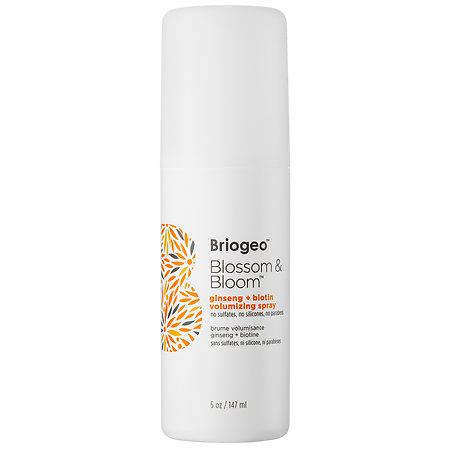 Briogeo™
Blossom &
Bloom™
ginseng + biotin
volumizing spray
no sulfates, no silicones, no parabens
brume volumisante
ginseng + biotine
sans sulfates, ni silicone, ni parabènes
5 oz / 147 ml